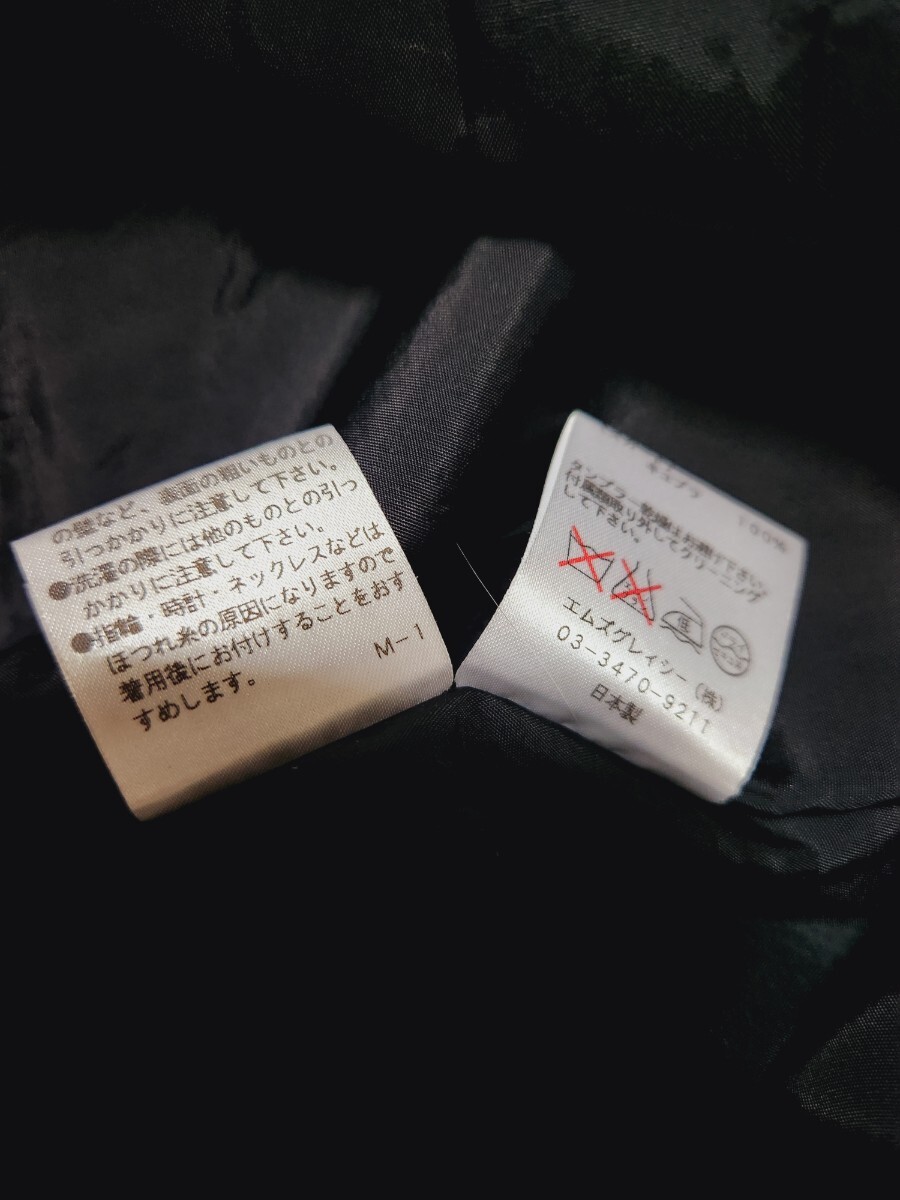 の壁など、表面の粗いものとの
引っかかりに注意して下さい。
●洗濯の際には他のものとの引っ
かかりに注意して下さい。
●指輪・時計・ネックレスなどは
ほつれ糸の原因になりますので
着用後にお付けすることをおす
すめします。
M-1
キュプラ 100%
タンブラー乾燥はお避け下さい。
付属類取り外してクリーニング
して下さい。
低
エムズグレイシー(株)
03-3470-9211
日本製